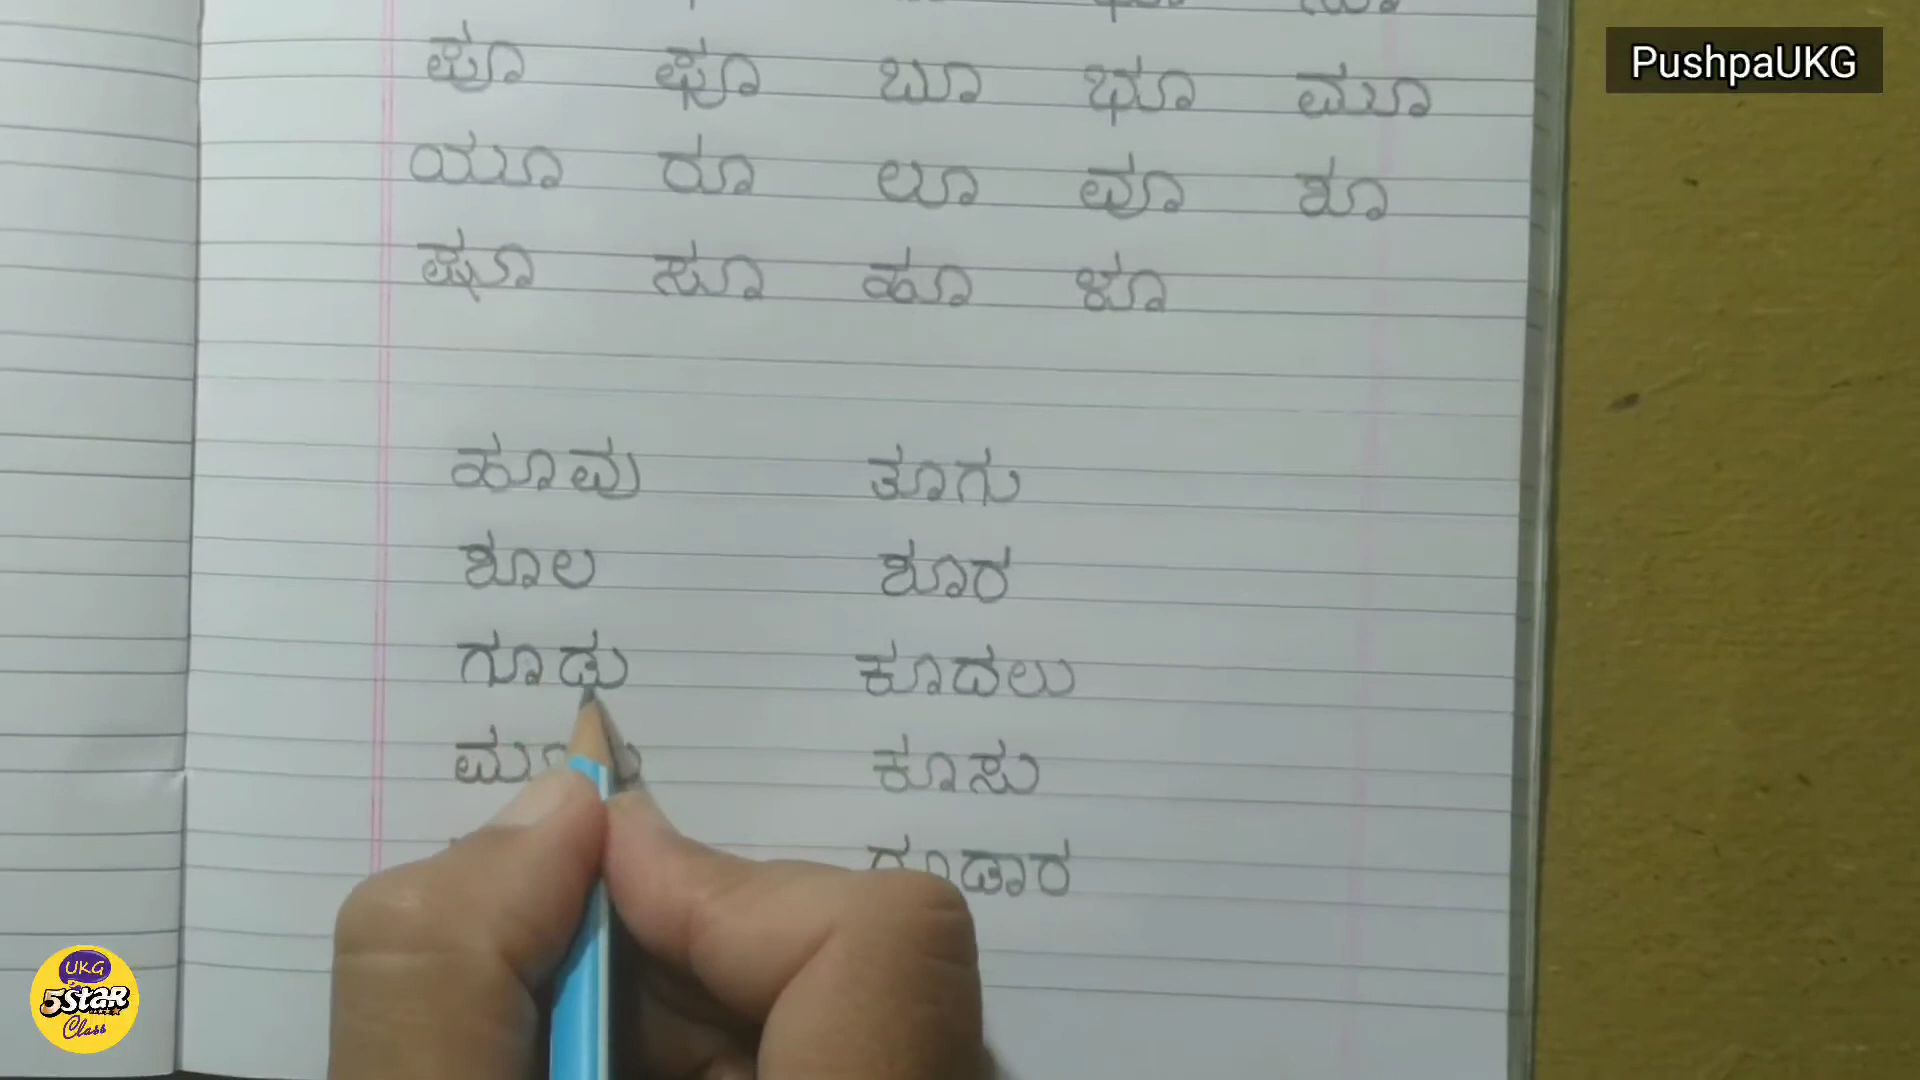 PushpaUKG
ಪೂ ಫೂ ಬೂ ಭೂ ಮೂ
ಯೂ ರೂ ಲೂ ವೂ ಶೂ
ಷೂ ಸೂ ಹೂ ಳೂ
ಹೂವು ತೂಗು
ಶೂಲ ಶೂರ
ಗೂಡು ಕೂದಲು
ಕೂಸು
ಗೂಡಾರ
UKG
5StaR
Class